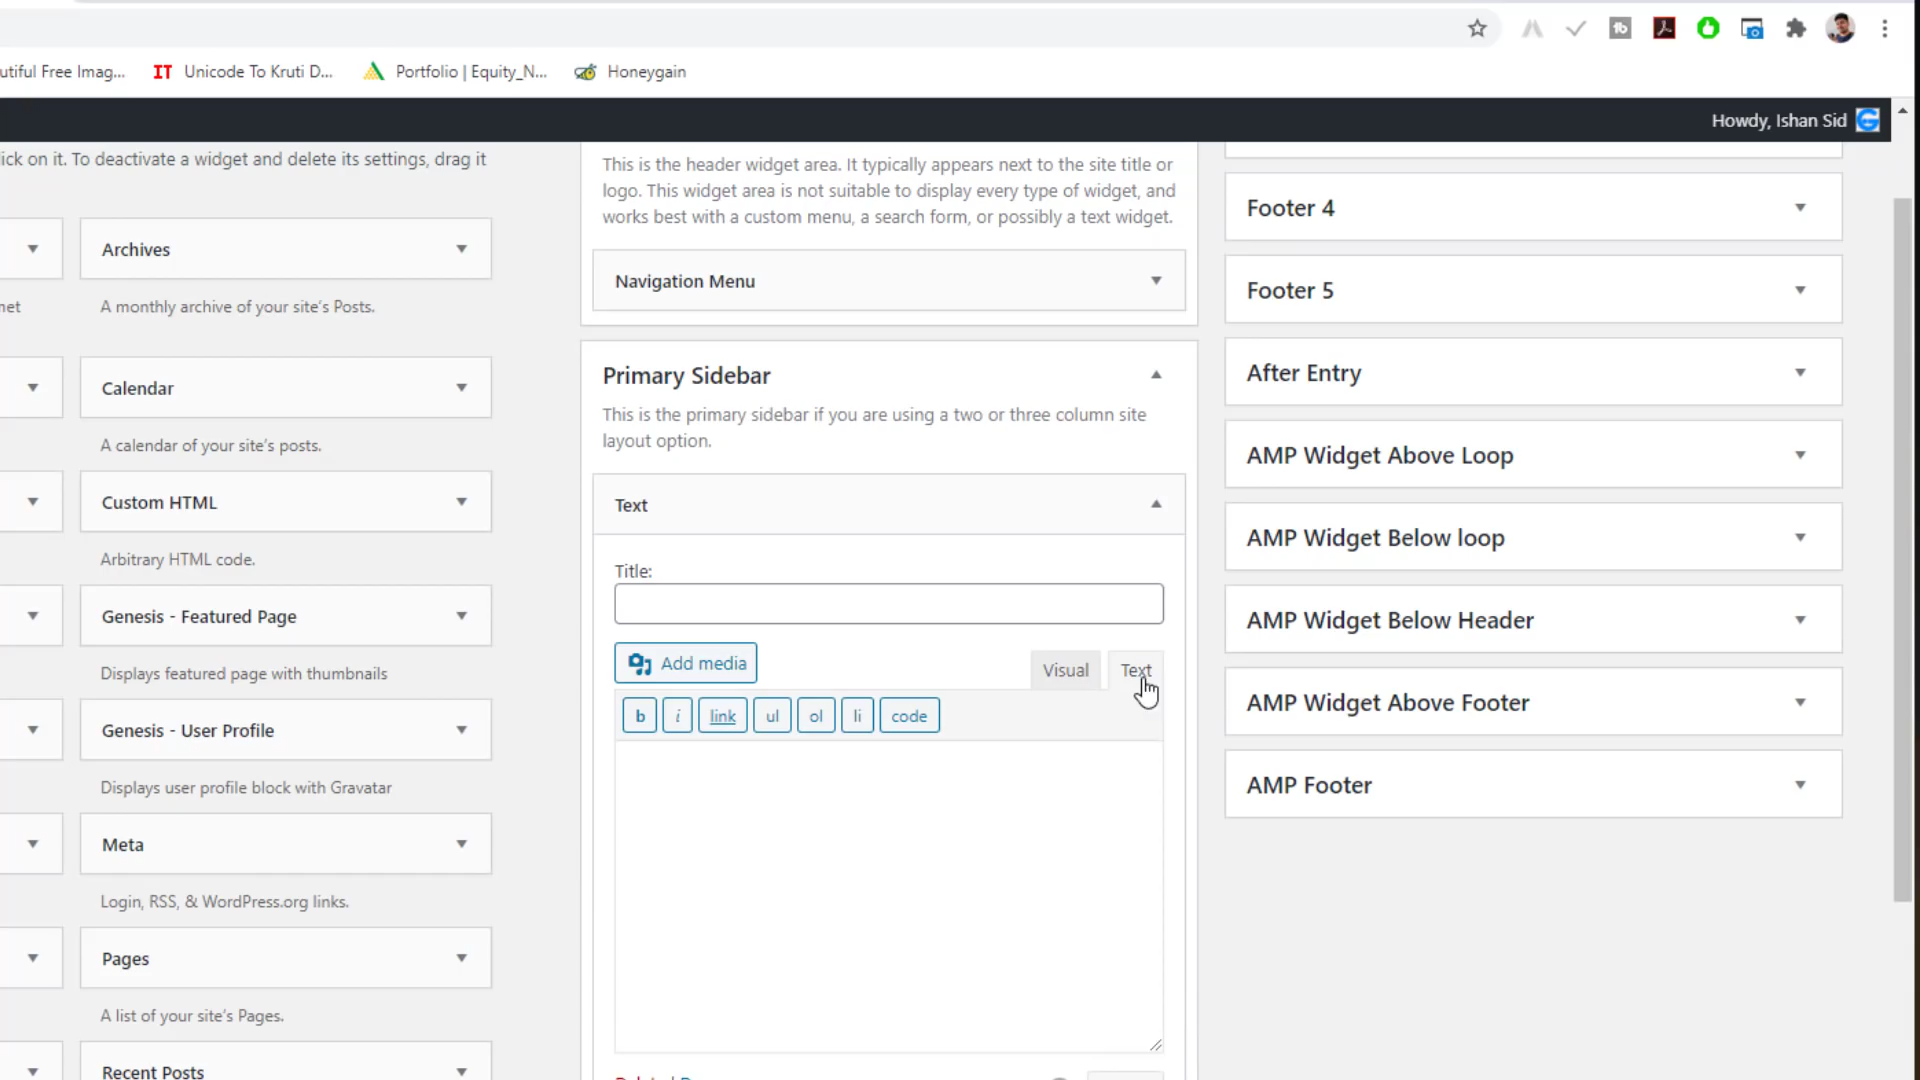 utiful Free Imag...
IT Unicode To Kruti D...
Portfolio | Equity_N...
Honeygain
Howdy, Ishan Sid
ick on it. To deactivate a widget and delete its settings, drag it
Archives
net
A monthly archive of your site's Posts.
Calendar
A calendar of your site's posts.
Custom HTML
Arbitrary HTML code.
Genesis - Featured Page
Displays featured page with thumbnails
Genesis - User Profile
Displays user profile block with Gravatar
Meta
Login, RSS, & WordPress.org links.
Pages
A list of your site's Pages.
Recent Posts
This is the header widget area. It typically appears next to the site title or
logo. This widget area is not suitable to display every type of widget, and
works best with a custom menu, a search form, or possibly a text widget.
Navigation Menu
Primary Sidebar
This is the primary sidebar if you are using a two or three column site
layout option.
Text
Title:
Add media
Visual
Text
b i link ul ol li code
Footer 4
Footer 5
After Entry
AMP Widget Above Loop
AMP Widget Below loop
AMP Widget Below Header
AMP Widget Above Footer
AMP Footer